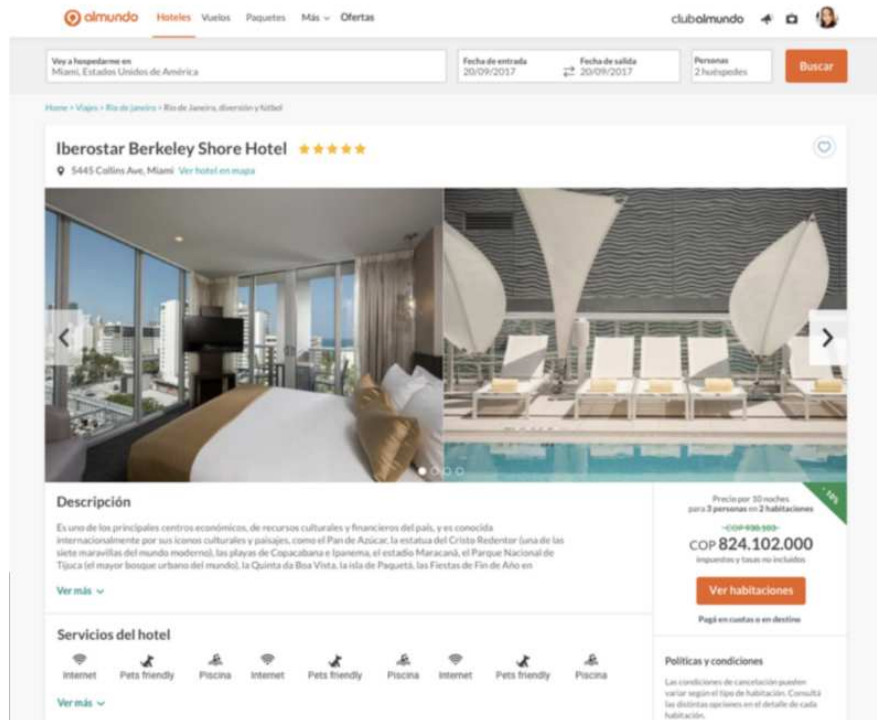 almundo Hoteles Vuelos Paquetes Más Ofertas clubalmundo
Voy a hospedarme en
Miami, Estados Unidos de América
Fecha de entrada
20/09/2017
Fecha de salida
20/09/2017
Personas
2 huéspedes
Buscar
Home > Viajes > Río de janeiro > Río de Janeiro, diversión y fútbol
Iberostar Berkeley Shore Hotel
5445 Collins Ave, Miami Ver hotel en mapa
Descripción
Es uno de los principales centros económicos, de recursos culturales y financieros del país, y es conocida
internacionalmente por sus iconos culturales y paisajes, como el Pan de Azúcar, la estatua del Cristo Redentor (una de las
siete maravillas del mundo moderno), las playas de Copacabana e Ipanema, el estadio Maracaná, el Parque Nacional de
Tijuca (el mayor bosque urbano del mundo), la Quinta da Boa Vista, la isla de Paquetá, las Fiestas de Fin de Año en
Ver más
Servicios del hotel
Internet Pets friendly Piscina Internet Pets friendly Piscina Internet Pets friendly Piscina
Ver más
Precio por 10 noches
para 3 personas en 2 habitaciones
COP 824.102.000
impuestos y tasas no incluidos
Ver habitaciones
Pagá en cuotas o en destino
Políticas y condiciones
Las condiciones de cancelación pueden
variar según el tipo de habitación. Consultá
las distintas opciones en el detalle de cada
habitación.